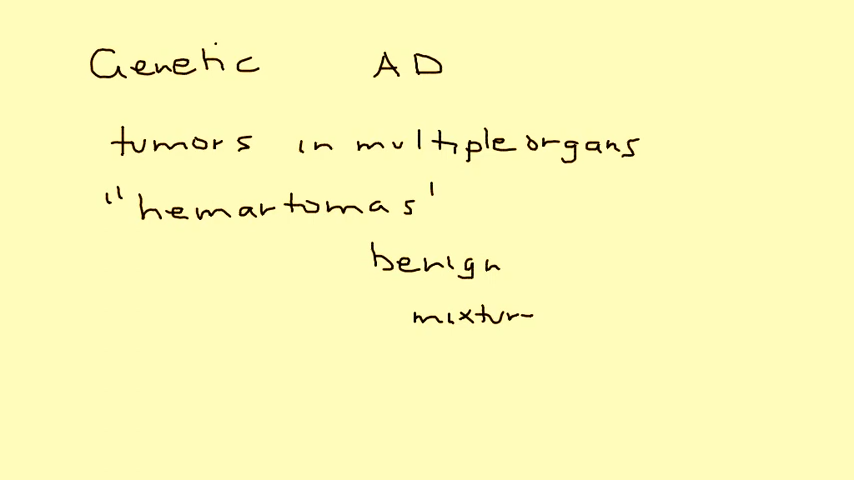 Genetic AD
tumors in multiple organs
"hemartomas'
benign
mixtur